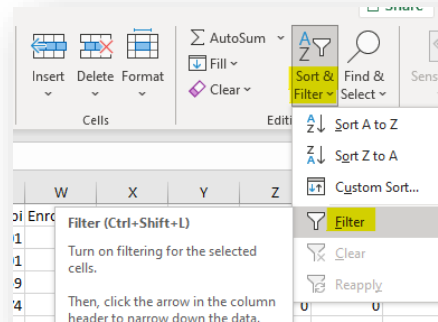 Share
AutoSum
Fill
Clear
Insert Delete Format
Sort &
Filter
Find &
Select
Cells
Editi
Sort A to Z
Sort Z to A
Custom Sort...
Filter
Clear
Reapply
W X Y Z
Filter (Ctrl+Shift+L)
Turn on filtering for the selected
cells.
Then, click the arrow in the column
header to narrow down the data.
0 0